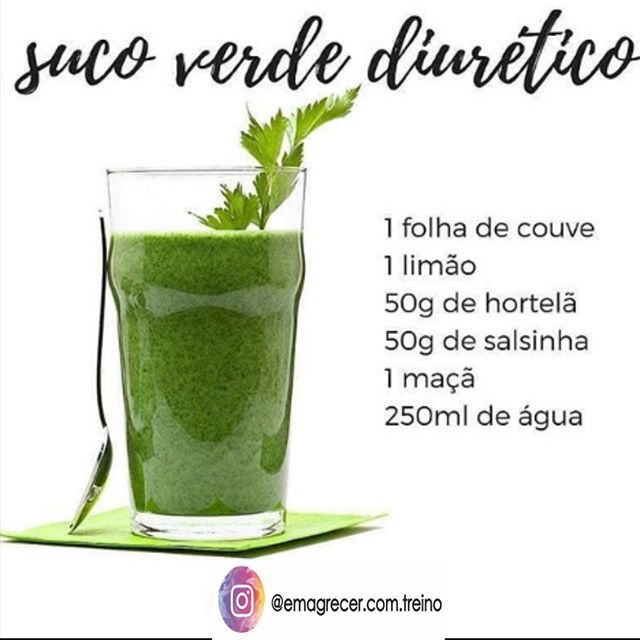 suco verde diurético
1 folha de couve
1 limão
50g de hortelã
50g de salsinha
1 maçã
250ml de água
@emagrecer.com.treino